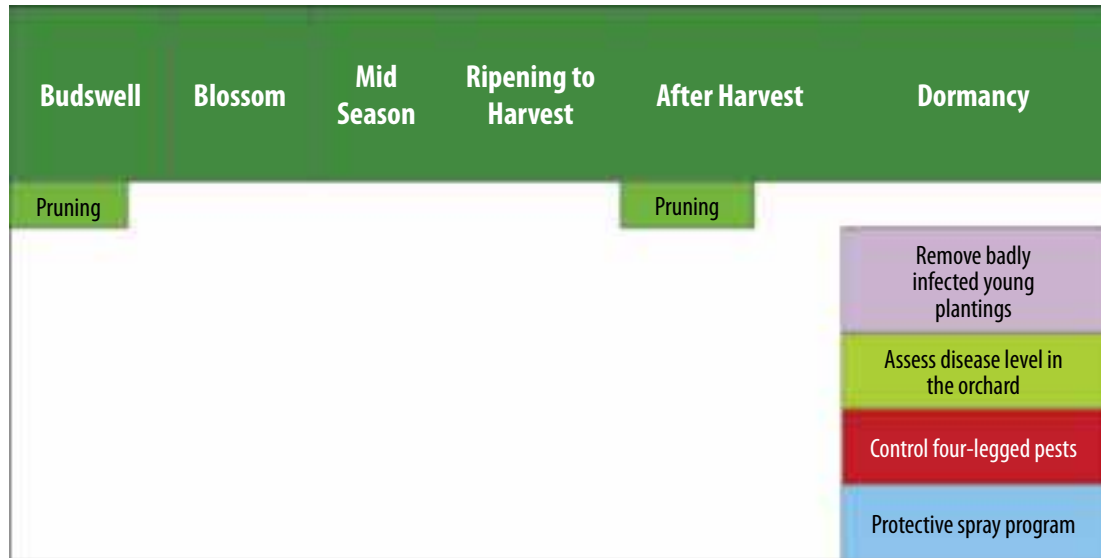 Budswell
Blossom
Mid
Season
Ripening to
Harvest
After Harvest
Dormancy
Pruning
Pruning
Remove badly
infected young
plantings
Assess disease level in
the orchard
Control four-legged pests
Protective spray program